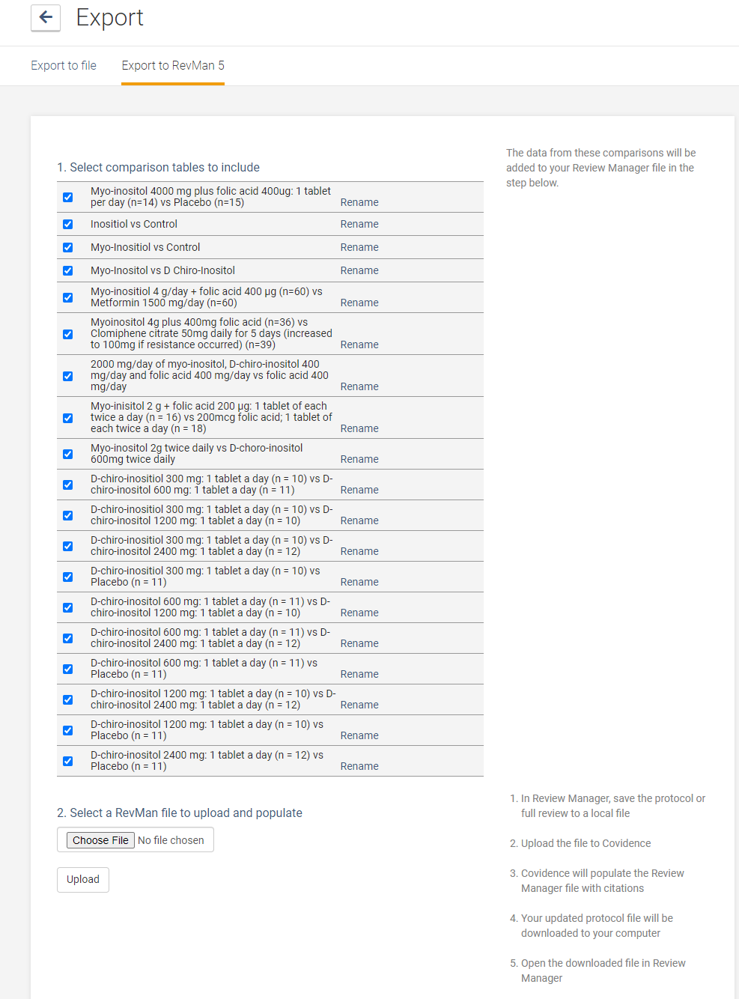 Export
Export to file
Export to RevMan 5
1. Select comparison tables to include
The data from these comparisons will be
added to your Review Manager file in the
step below.
Myo-inositol 4000 mg plus folic acid 400ug: 1 tablet
per day (n=14) vs Placebo (n=15)
Rename
Inositiol vs Control
Rename
Myo-Inositiol vs Control
Rename
Myo-Inositol vs D Chiro-Inositol
Rename
Myo-inositiol 4 g/day + folic acid 400 µg (n=60) vs
Metformin 1500 mg/day (n=60)
Rename
Myoinositol 4g plus 400mg folic acid (n=36) vs
Clomiphene citrate 50mg daily for 5 days (increased
to 100mg if resistance occurred) (n=39)
Rename
2000 mg/day of myo-inositol, D-chiro-inositol 400
mg/day and folic acid 400 mg/day vs folic acid 400
mg/day
Rename
Myo-inisitol 2 g + folic acid 200 µg: 1 tablet of each
twice a day (n = 16) vs 200mcg folic acid; 1 tablet of
each twice a day (n = 18)
Rename
Myo-inositol 2g twice daily vs D-choro-inositol
600mg twice daily
Rename
D-chiro-inositiol 300 mg: 1 tablet a day (n = 10) vs D-
chiro-inositol 600 mg: 1 tablet a day (n = 11)
Rename
D-chiro-inositiol 300 mg: 1 tablet a day (n = 10) vs D-
chiro-inositol 1200 mg: 1 tablet a day (n = 10)
Rename
D-chiro-inositiol 300 mg: 1 tablet a day (n = 10) vs D-
chiro-inositol 2400 mg: 1 tablet a day (n = 12)
Rename
D-chiro-inositiol 300 mg: 1 tablet a day (n = 10) vs
Placebo (n = 11)
Rename
D-chiro-inositol 600 mg: 1 tablet a day (n = 11) vs D-
chiro-inositol 1200 mg: 1 tablet a day (n = 10)
Rename
D-chiro-inositol 600 mg: 1 tablet a day (n = 11) vs D-
chiro-inositol 2400 mg: 1 tablet a day (n = 12)
Rename
D-chiro-inositol 600 mg: 1 tablet a day (n = 11) vs
Placebo (n = 11)
Rename
D-chiro-inositol 1200 mg: 1 tablet a day (n = 10) vs D-
chiro-inositol 2400 mg: 1 tablet a day (n = 12)
Rename
D-chiro-inositol 1200 mg: 1 tablet a day (n = 10) vs
Placebo (n = 11)
Rename
D-chiro-inositol 2400 mg: 1 tablet a day (n = 12) vs
Placebo (n = 11)
Rename
2. Select a RevMan file to upload and populate
Choose File No file chosen
Upload
1. In Review Manager, save the protocol or
full review to a local file
2. Upload the file to Covidence
3. Covidence will populate the Review
Manager file with citations
4. Your updated protocol file will be
downloaded to your computer
5. Open the downloaded file in Review
Manager